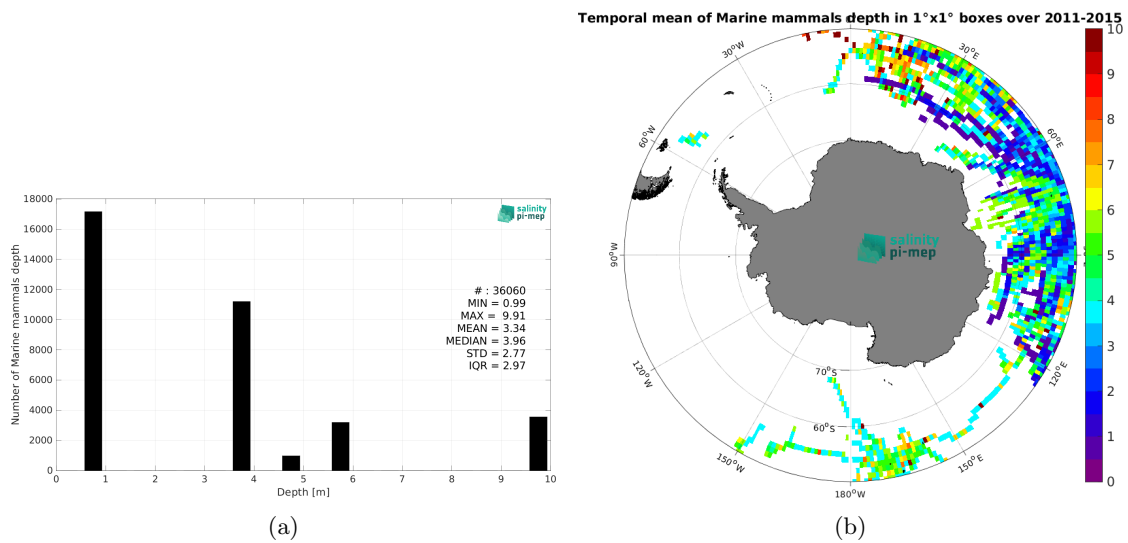 Temporal mean of Marine mammals depth in 1°x1° boxes over 2011-2015
18000
16000
14000
12000
10000
8000
6000
4000
2000
0
Number of Marine mammals depth
salinity
pi-mep
# : 36060
MIN = 0.99
MAX = 9.91
MEAN = 3.34
MEDIAN = 3.96
STD = 2.77
IQR = 2.97
0 1 2 3 4 5 6 7 8 9 10
Depth [m]
(a)
30°W
30°E
60°W
60°E
90°W
120°W
120°E
150°W
150°E
180°W
70°S
60°S
salinity
pi-mep
10
9
8
7
6
5
4
3
2
1
0
(b)